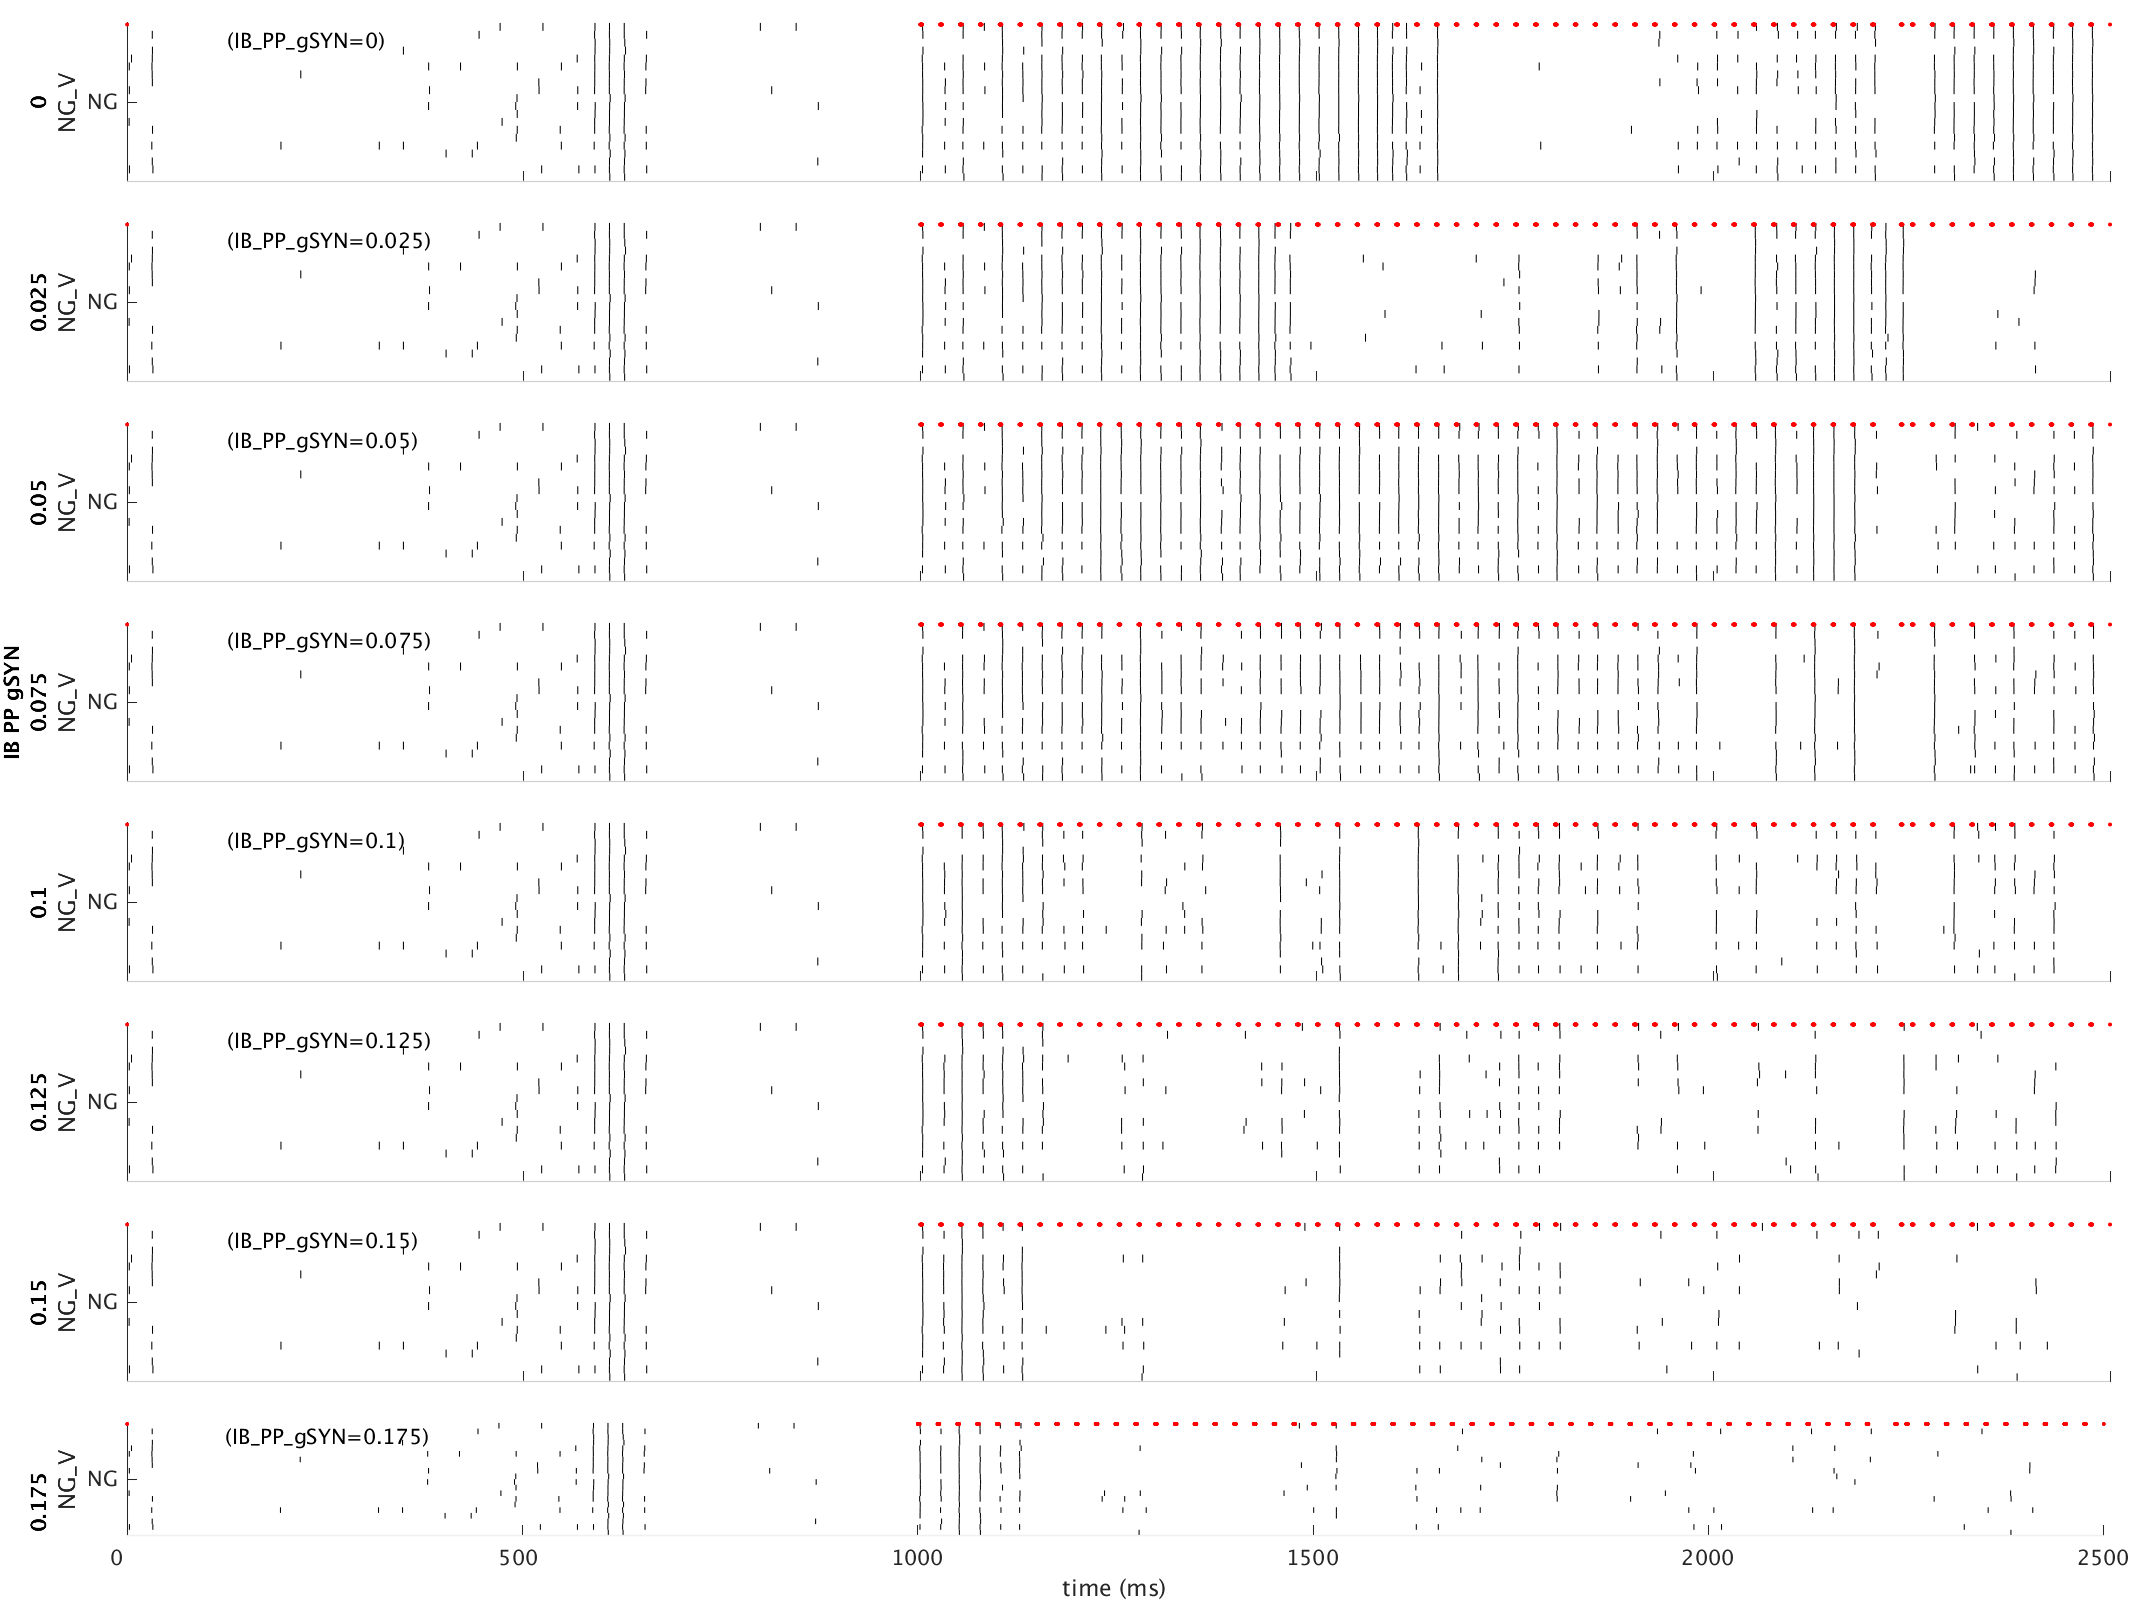 IB PP gSYN
0
NG_V
NG
(IB_PP_gSYN=0)
0.025
NG_V
NG
(IB_PP_gSYN=0.025)
0.05
NG_V
NG
(IB_PP_gSYN=0.05)
0.075
NG_V
NG
(IB_PP_gSYN=0.075)
0.1
NG_V
NG
(IB_PP_gSYN=0.1)
0.125
NG_V
NG
(IB_PP_gSYN=0.125)
0.15
NG_V
NG
(IB_PP_gSYN=0.15)
0.175
NG_V
NG
(IB_PP_gSYN=0.175)
0 500 1000 1500 2000 2500
time (ms)